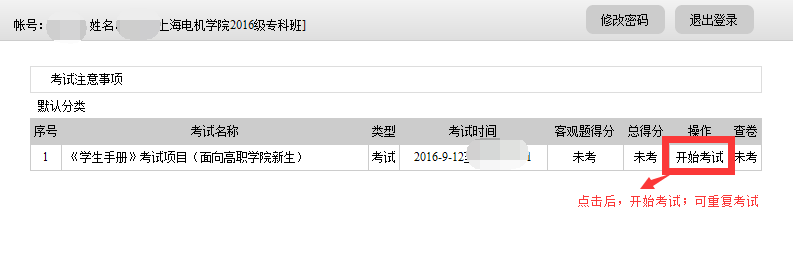 帐号： 姓名 上海电机学院2016级专科班] 修改密码 退出登录
考试注意事项
默认分类
序号 考试名称 类型 考试时间 客观题得分 总得分 操作 查卷
1 《学生手册》考试项目（面向高职学院新生） 考试 2016-9-12至 1 未考 未考 开始考试 未考
点击后，开始考试；可重复考试